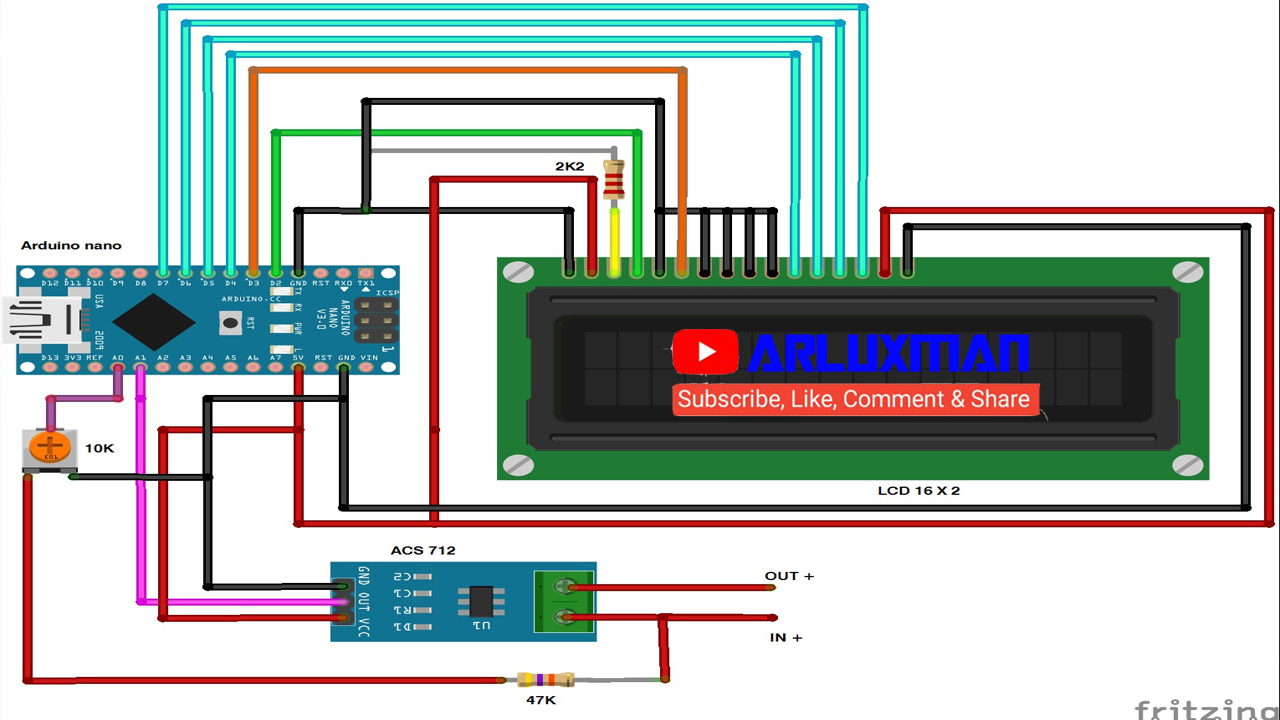 2K2
Arduino nano
D12 D11 D10 D9 D8 D7 D6 D5 D4 D3 D2 GND RST RX0 TX1
ARDUINO.CC
ICSP
USA
2009
RST
TX
RX
PWR
L
ARDUINO
NANO
V3.0
1
D13 3V3 REF A0 A1 A2 A3 A4 A5 A6 A7 5V RST GND VIN
ARLUXMAN
Subscribe, Like, Comment & Share
10K
LCD 16 X 2
ACS 712
OUT +
GND OUT VCC
C2
C1
R1
D1
U1
IN +
47K
fritzing